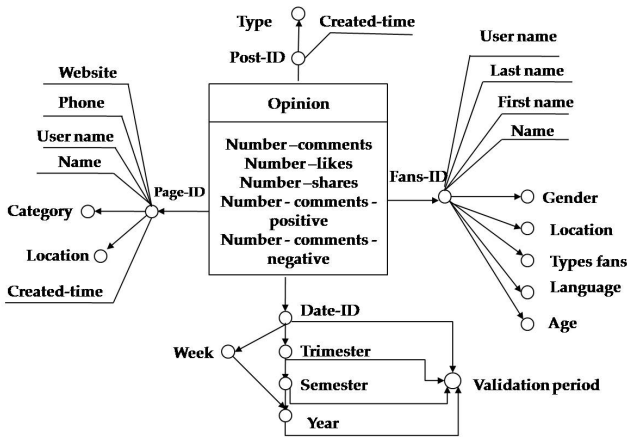 Type
Created-time
Post-ID
User name
Website
Last name
Opinion
Phone
First name
Number–comments
User name
Number–likes
Name
Name
Number–shares
Fans-ID
Page-ID
Number - comments -
positive
Gender
Category
Number - comments -
negative
Location
Location
Types fans
Created-time
Language
Date-ID
Age
Week
Trimester
Semester
Validation period
Year